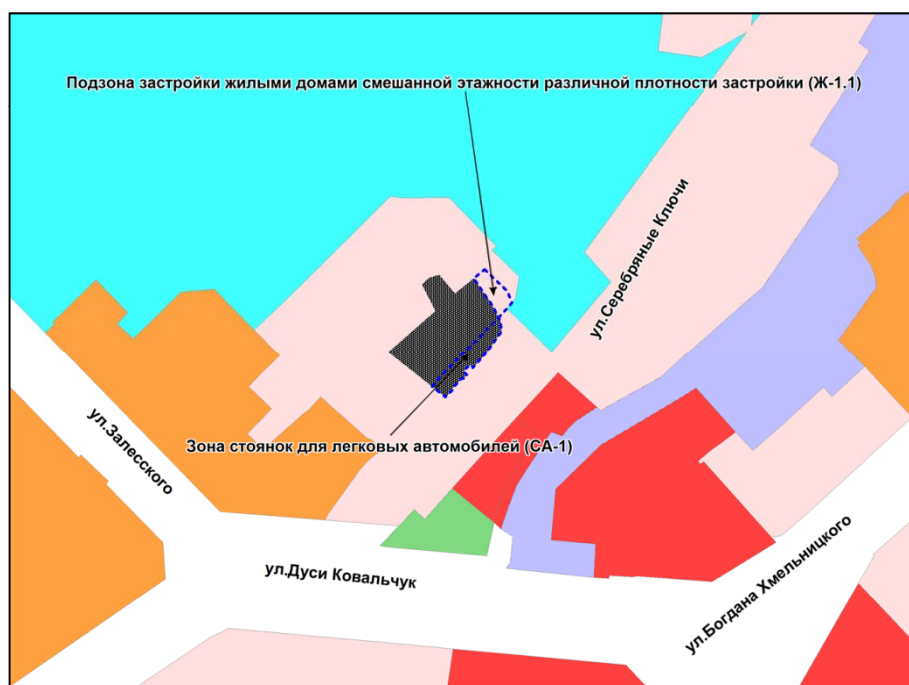 Подзона застройки жилыми домами смешанной этажности различной плотности застройки (Ж-1.1)
ул.Серебряные Ключи
Зона стоянок для легковых автомобилей (СА-1)
ул.Залесского
ул.Дуси Ковальчук
ул.Богдана Хмельницкого